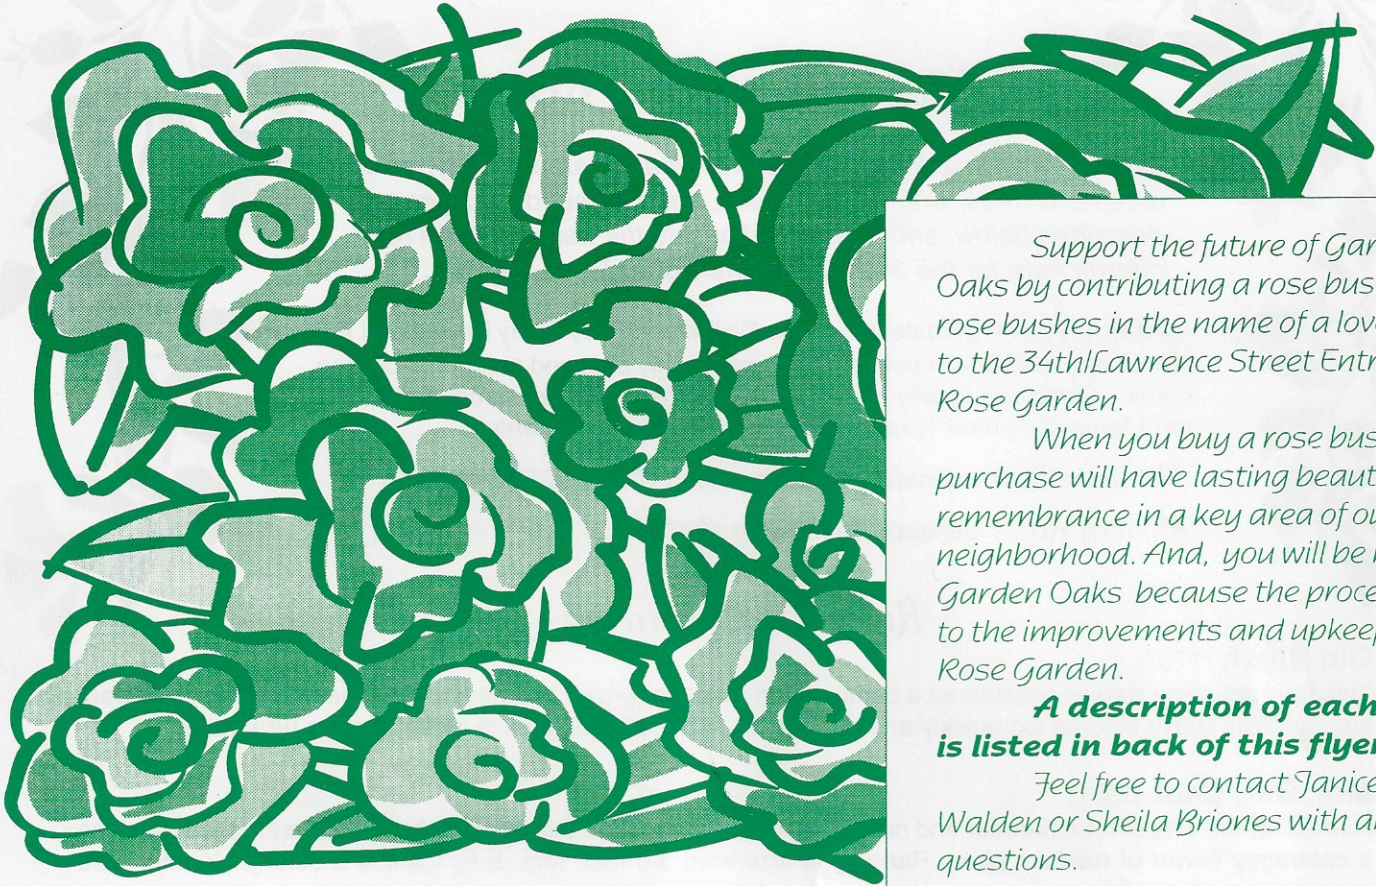 Support the future of Gar
Oaks by contributing a rose bus
rose bushes in the name of a lov
to the 34th/Lawrence Street Entr
Rose Garden.
When you buy a rose bus
purchase will have lasting beaut
remembrance in a key area of ou
neighborhood. And, you will be
Garden Oaks because the proce
to the improvements and upkeep
Rose Garden.
A description of each
is listed in back of this flyer
Feel free to contact Janice
Walden or Sheila Briones with a
questions.